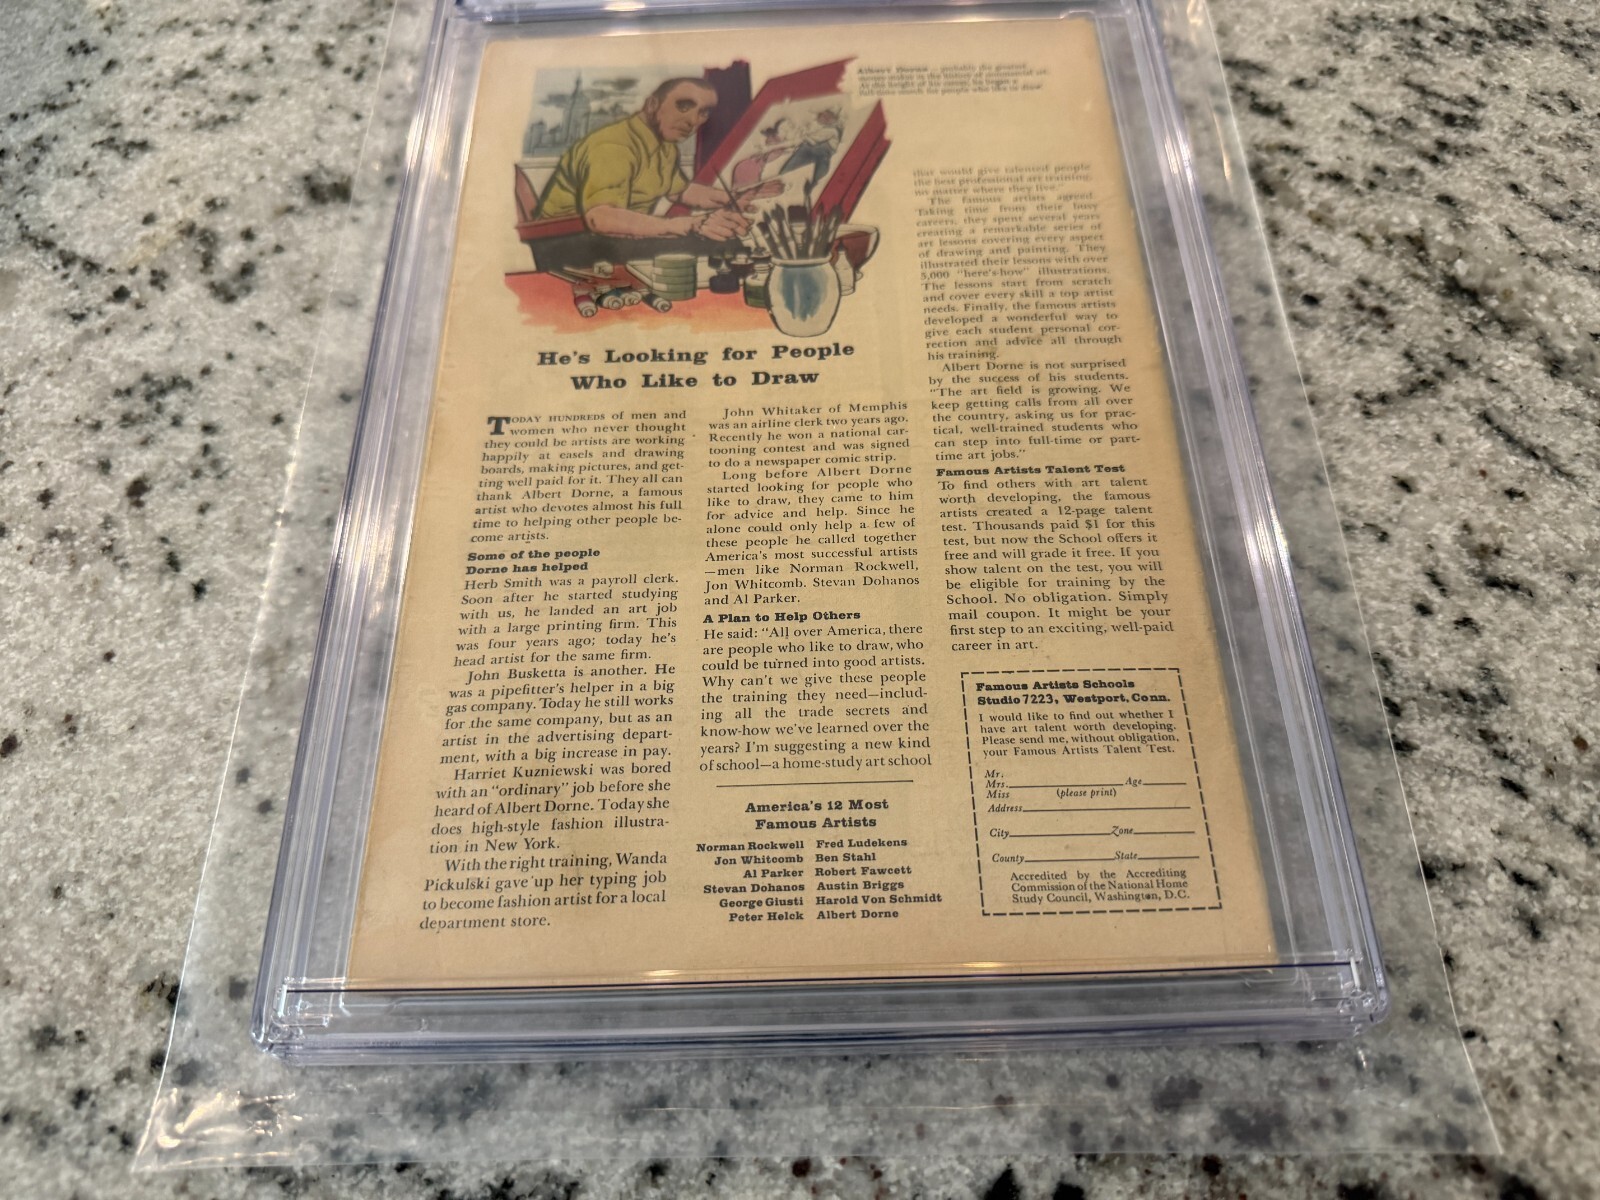 Albert Dorne — probably the greatest
money-maker in the history of commercial art.
At the height of his career, he began a
full-time search for people who like to draw.
He's Looking for People
Who Like to Draw
TODAY HUNDREDS of men and
women who never thought
they could be artists are working
happily at easels and drawing
boards, making pictures, and get-
ting well paid for it. They all can
thank Albert Dorne, a famous
artist who devotes almost his full
time to helping other people be-
come artists.
Some of the people
Dorne has helped
Herb Smith was a payroll clerk.
Soon after he started studying
with us, he landed an art job
with a large printing firm. This
was four years ago; today he's
head artist for the same firm.
John Busketta is another. He
was a pipefitter's helper in a big
gas company. Today he still works
for the same company, but as an
artist in the advertising depart-
ment, with a big increase in pay.
Harriet Kuzniewski was bored
with an "ordinary" job before she
heard of Albert Dorne. Today she
does high-style fashion illustra-
tion in New York.
With the right training, Wanda
Pickulski gave up her typing job
to become fashion artist for a local
department store.
John Whitaker of Memphis
was an airline clerk two years ago.
Recently he won a national car-
tooning contest and was signed
to do a newspaper comic strip.
Long before Albert Dorne
started looking for people who
like to draw, they came to him
for advice and help. Since he
alone could only help a few of
these people he called together
America's most successful artists
—men like Norman Rockwell,
Jon Whitcomb. Stevan Dohanos
and Al Parker.
A Plan to Help Others
He said: "All over America, there
are people who like to draw, who
could be turned into good artists.
Why can't we give these people
the training they need—includ-
ing all the trade secrets and
know-how we've learned over the
years? I'm suggesting a new kind
of school—a home-study art school
that would give talented people
the best professional art training,
no matter where they live."
The famous artists agreed.
Taking time from their busy
careers, they spent several years
creating a remarkable series of
art lessons covering every aspect
of drawing and painting. They
illustrated their lessons with over
5,000 "here's-how" illustrations.
The lessons start from scratch
and cover every skill a top artist
needs. Finally, the famous artists
developed a wonderful way to
give each student personal cor-
rection and advice all through
his training.
Albert Dorne is not surprised
by the success of his students.
"The art field is growing. We
keep getting calls from all over
the country, asking us for prac-
tical, well-trained students who
can step into full-time or part-
time art jobs."
Famous Artists Talent Test
To find others with art talent
worth developing, the famous
artists created a 12-page talent
test. Thousands paid $1 for this
test, but now the School offers it
free and will grade it free. If you
show talent on the test, you will
be eligible for training by the
School. No obligation. Simply
mail coupon. It might be your
first step to an exciting, well-paid
career in art.
America's 12 Most
Famous Artists
Norman Rockwell Fred Ludekens
Jon Whitcomb Ben Stahl
Al Parker Robert Fawcett
Stevan Dohanos Austin Briggs
George Giusti Harold Von Schmidt
Peter Helck Albert Dorne
Famous Artists Schools
Studio 7223, Westport, Conn.
I would like to find out whether I
have art talent worth developing.
Please send me, without obligation,
your Famous Artists Talent Test.
Mr.
Mrs. Age
Miss (please print)
Address
City Zone
County State
Accredited by the Accrediting
Commission of the National Home
Study Council, Washington, D.C.